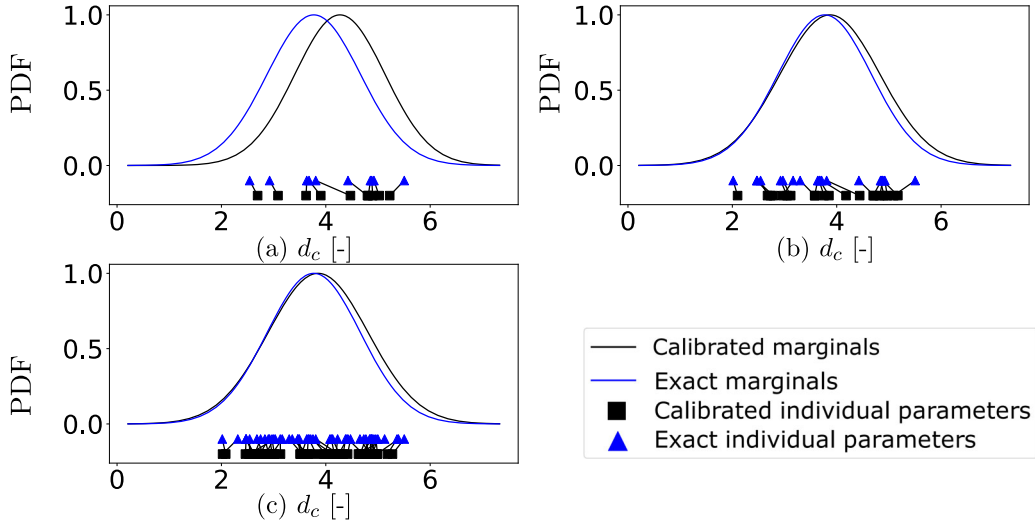 PDF
1.0
0.5
0.0
0 2 4 6
(a) d_c [-]
PDF
1.0
0.5
0.0
0 2 4 6
(b) d_c [-]
PDF
1.0
0.5
0.0
0 2 4 6
(c) d_c [-]
Calibrated marginals
Exact marginals
Calibrated individual parameters
Exact individual parameters